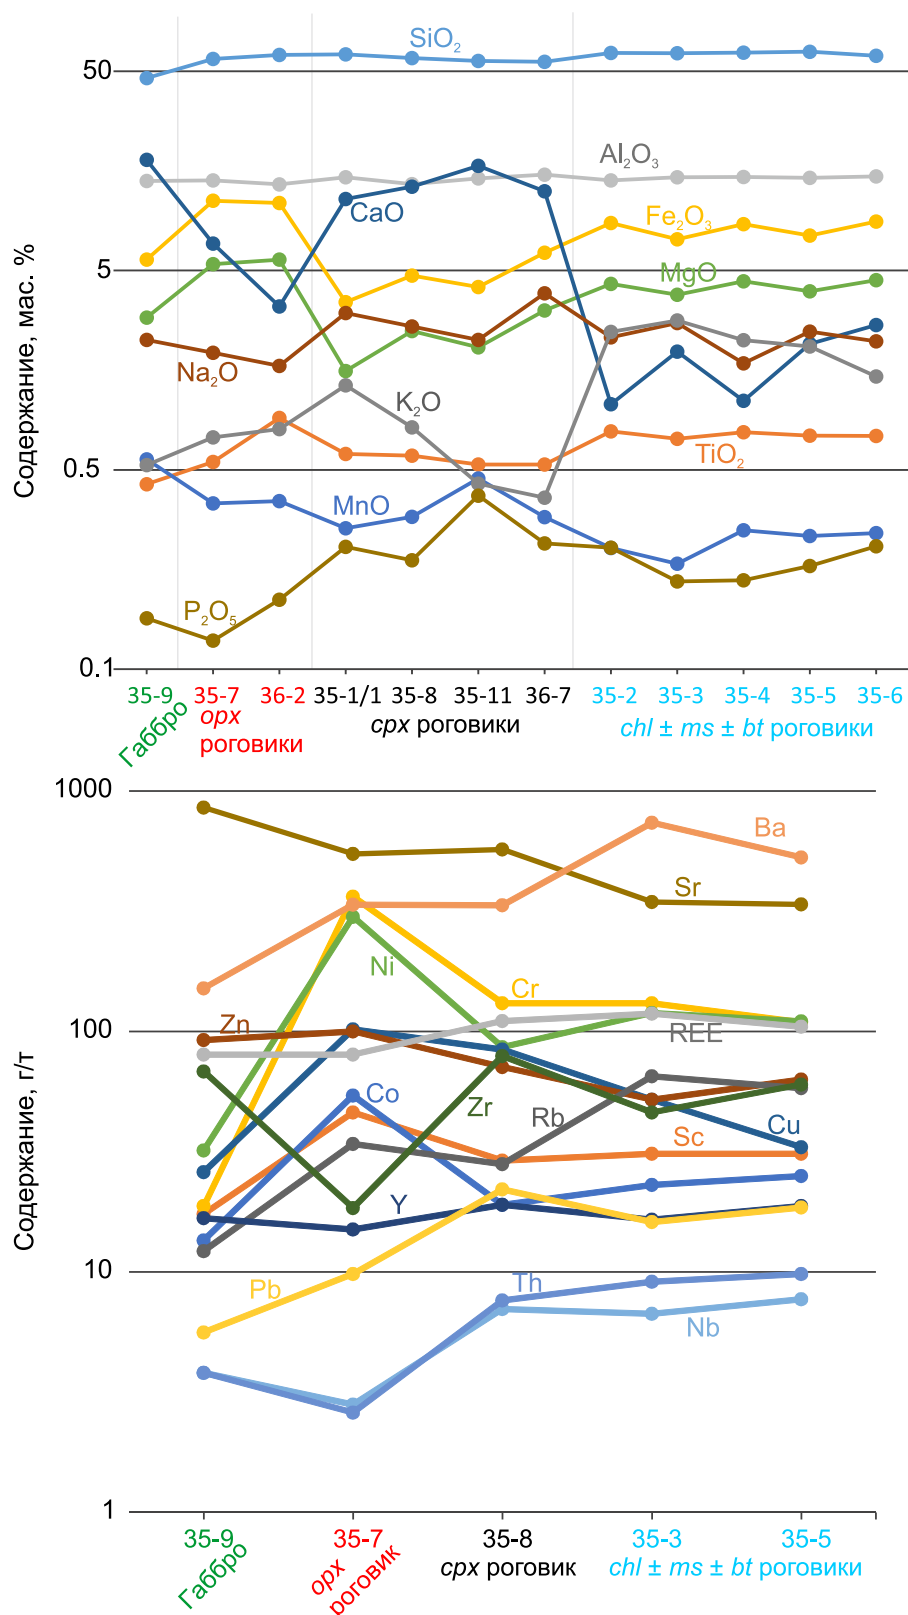 SiO₂
50
Al₂O₃
CaO
Fe₂O₃
MgO
5
Na₂O
K₂O
TiO₂
0.5
MnO
P₂O₅
0.1
Содержание, мас. %
35-9 35-7 36-2 35-1/1 35-8 35-11 36-7 35-2 35-3 35-4 35-5 35-6
Габбро
opx
роговики
cpx роговики
chl ± ms ± bt роговики
1000
Ba
Sr
Ni
Cr
Zn
100
REE
Co
Zr
Rb
Cu
Sc
Y
10
Pb
Th
Nb
1
Содержание, г/т
35-9 35-7 35-8 35-3 35-5
Габбро
opx
роговик
cpx роговик
chl ± ms ± bt роговики